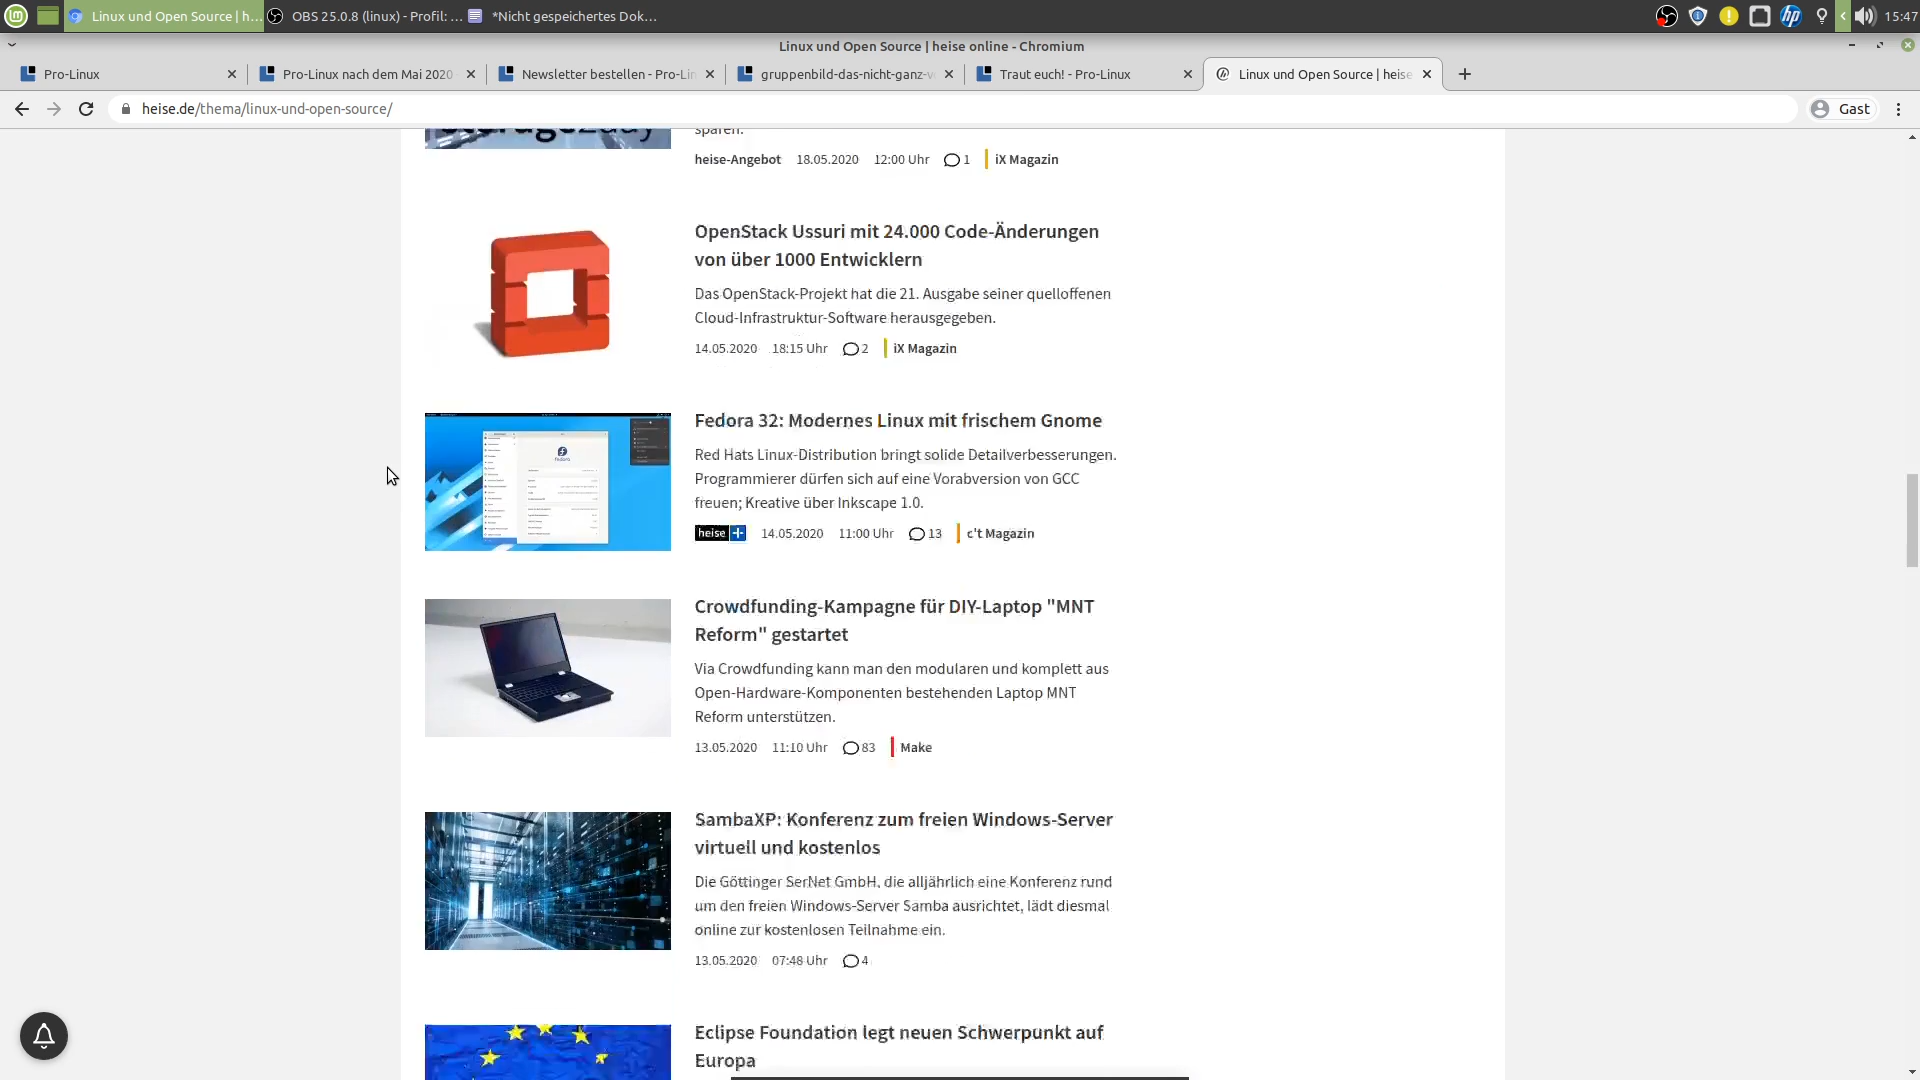 Linux und Open Source | h...
OBS 25.0.8 (linux) - Profil: ...
*Nicht gespeichertes Dok...
15:47
Linux und Open Source | heise online - Chromium
Pro-Linux
Pro-Linux nach dem Mai 2020
Newsletter bestellen - Pro-Lin
gruppenbild-das-nicht-ganz-v
Traut euch! - Pro-Linux
Linux und Open Source | heise
heise.de/thema/linux-und-open-source/
Gast
sparen.
heise-Angebot 18.05.2020 12:00 Uhr 1 iX Magazin
OpenStack Ussuri mit 24.000 Code-Änderungen
von über 1000 Entwicklern
Das OpenStack-Projekt hat die 21. Ausgabe seiner quelloffenen
Cloud-Infrastruktur-Software herausgegeben.
14.05.2020 18:15 Uhr 2 iX Magazin
Fedora 32: Modernes Linux mit frischem Gnome
Red Hats Linux-Distribution bringt solide Detailverbesserungen.
Programmierer dürfen sich auf eine Vorabversion von GCC
freuen; Kreative über Inkscape 1.0.
heise+ 14.05.2020 11:00 Uhr 13 c't Magazin
Crowdfunding-Kampagne für DIY-Laptop "MNT
Reform" gestartet
Via Crowdfunding kann man den modularen und komplett aus
Open-Hardware-Komponenten bestehenden Laptop MNT
Reform unterstützen.
13.05.2020 11:10 Uhr 83 Make
SambaXP: Konferenz zum freien Windows-Server
virtuell und kostenlos
Die Göttinger SerNet GmbH, die alljährlich eine Konferenz rund
um den freien Windows-Server Samba ausrichtet, lädt diesmal
online zur kostenlosen Teilnahme ein.
13.05.2020 07:48 Uhr 4
Eclipse Foundation legt neuen Schwerpunkt auf
Europa